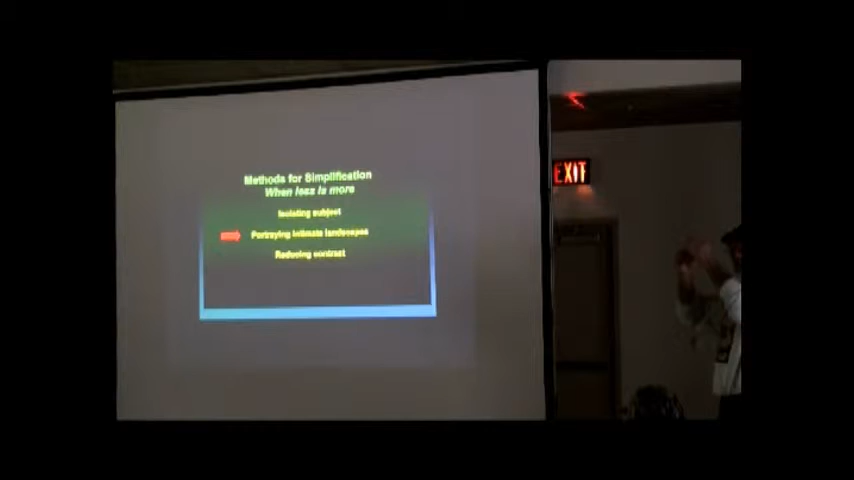 Methods for Simplification
When less is more
Isolating subject
Portraying intimate landscapes
Reducing contrast
EXIT